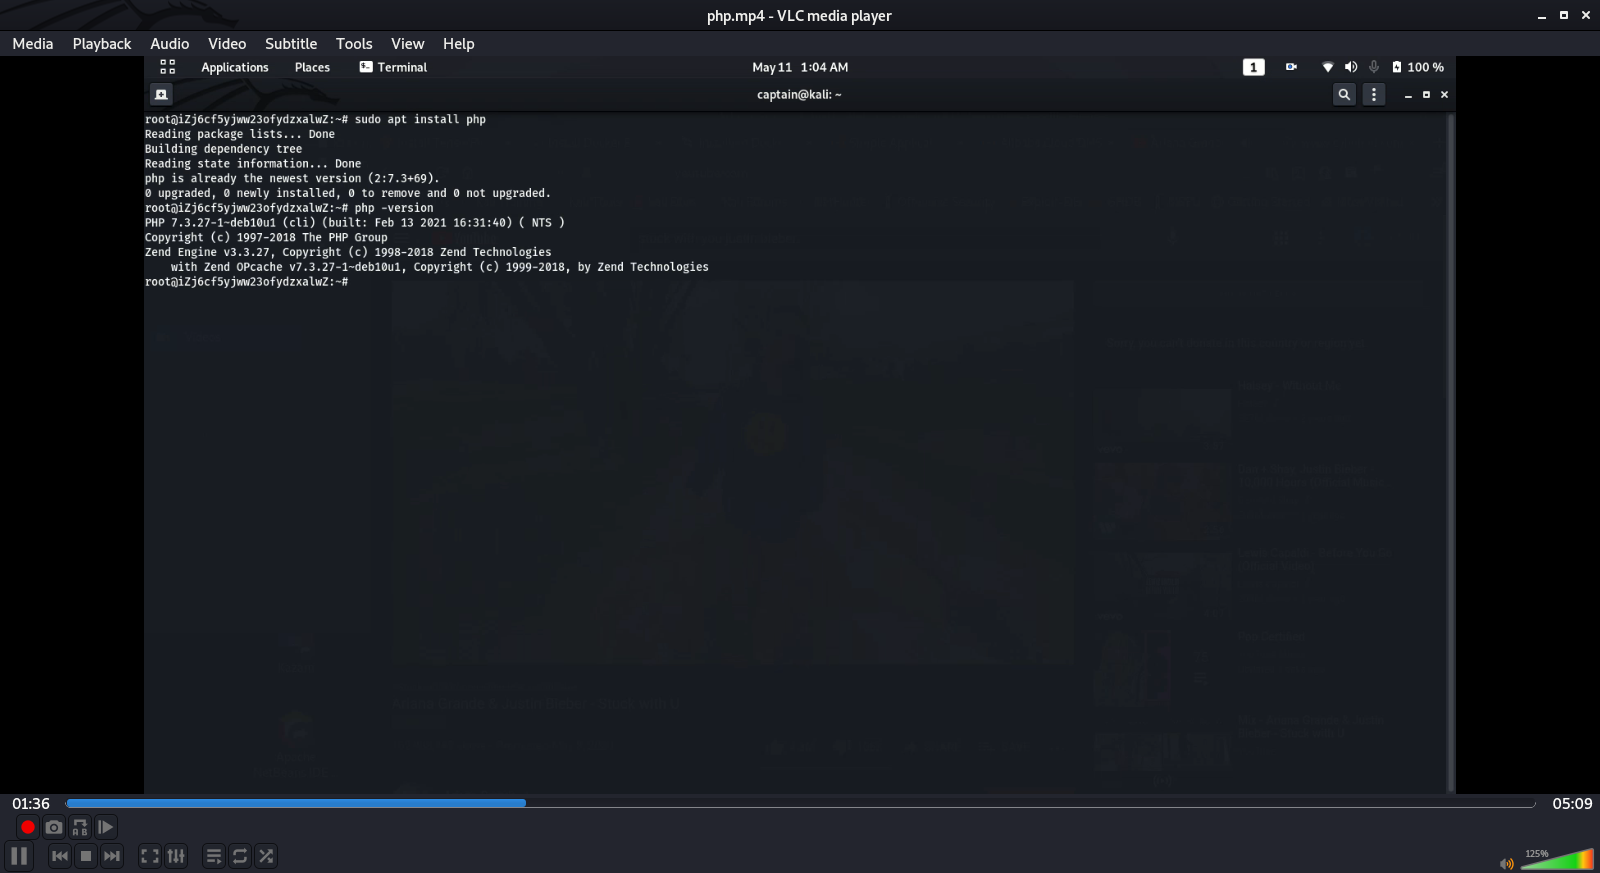 php.mp4 - VLC media player
Media Playback Audio Video Subtitle Tools View Help
Applications Places Terminal May 11 1:04 AM 1 100 %
captain@kali: ~
root@iZj6cf5yjww23ofydzxalwZ:~# sudo apt install php
Reading package lists... Done
Building dependency tree
Reading state information... Done
php is already the newest version (2:7.3+69).
0 upgraded, 0 newly installed, 0 to remove and 0 not upgraded.
root@iZj6cf5yjww23ofydzxalwZ:~# php -version
PHP 7.3.27-1~deb10u1 (cli) (built: Feb 13 2021 16:31:40) ( NTS )
Copyright (c) 1997-2018 The PHP Group
Zend Engine v3.3.27, Copyright (c) 1998-2018 Zend Technologies
    with Zend OPcache v7.3.27-1~deb10u1, Copyright (c) 1999-2018, by Zend Technologies
root@iZj6cf5yjww23ofydzxalwZ:~#
01:36 05:09
A B
125%